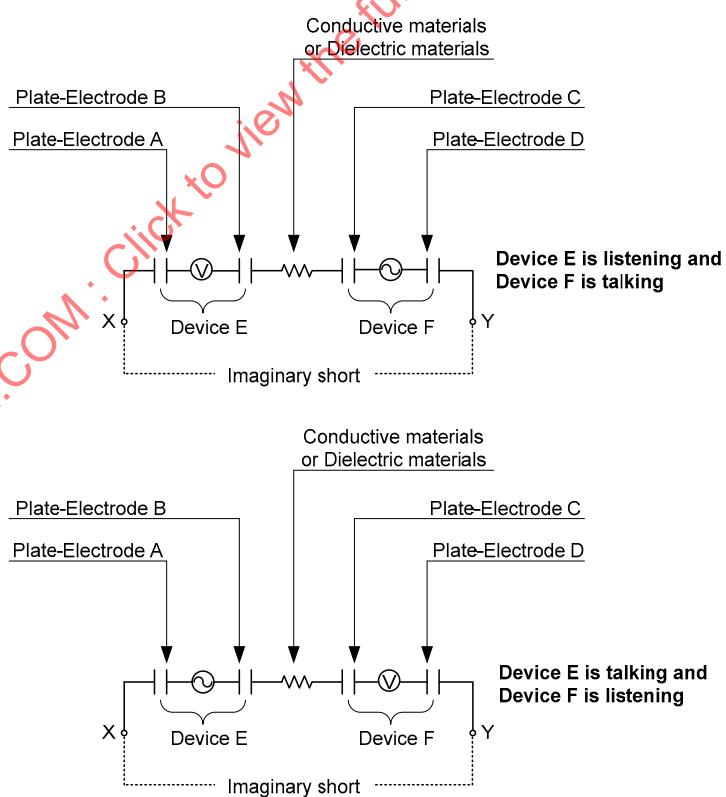 Conductive materials
or Dielectric materials
Plate-Electrode B
Plate-Electrode C
Plate-Electrode A
Plate-Electrode D
V
Device E is listening and
Device F is talking
Device E
Device F
X
Y
Imaginary short
.COM : Click to view the fu
Conductive materials
or Dielectric materials
Plate-Electrode B
Plate-Electrode C
Plate-Electrode A
Plate-Electrode D
V
Device E is talking and
Device F is listening
Device E
Device F
X
Y
Imaginary short